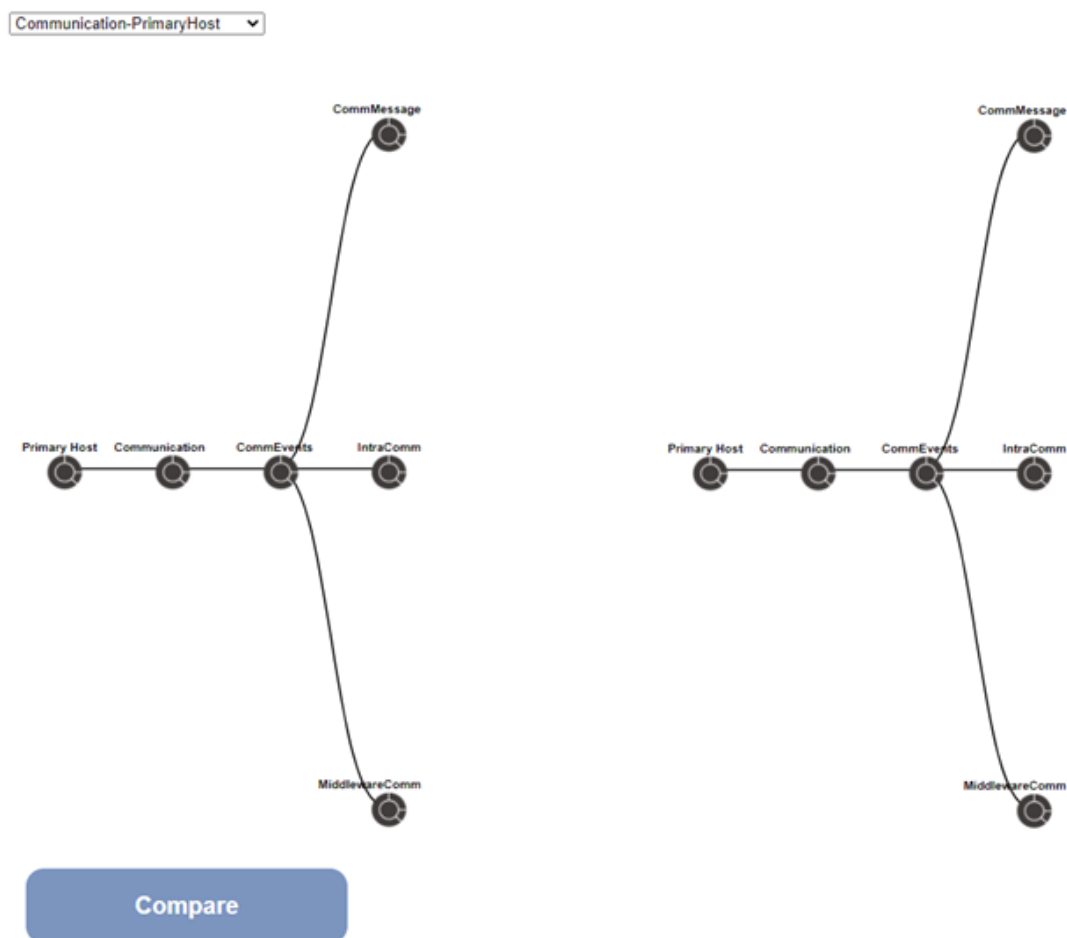 Communication-PrimaryHost
CommMessage
CommMessage
Primary Host
Communication
CommEvents
IntraComm
Primary Host
Communication
CommEvents
IntraComm
MiddlewareComm
MiddlewareComm
Compare